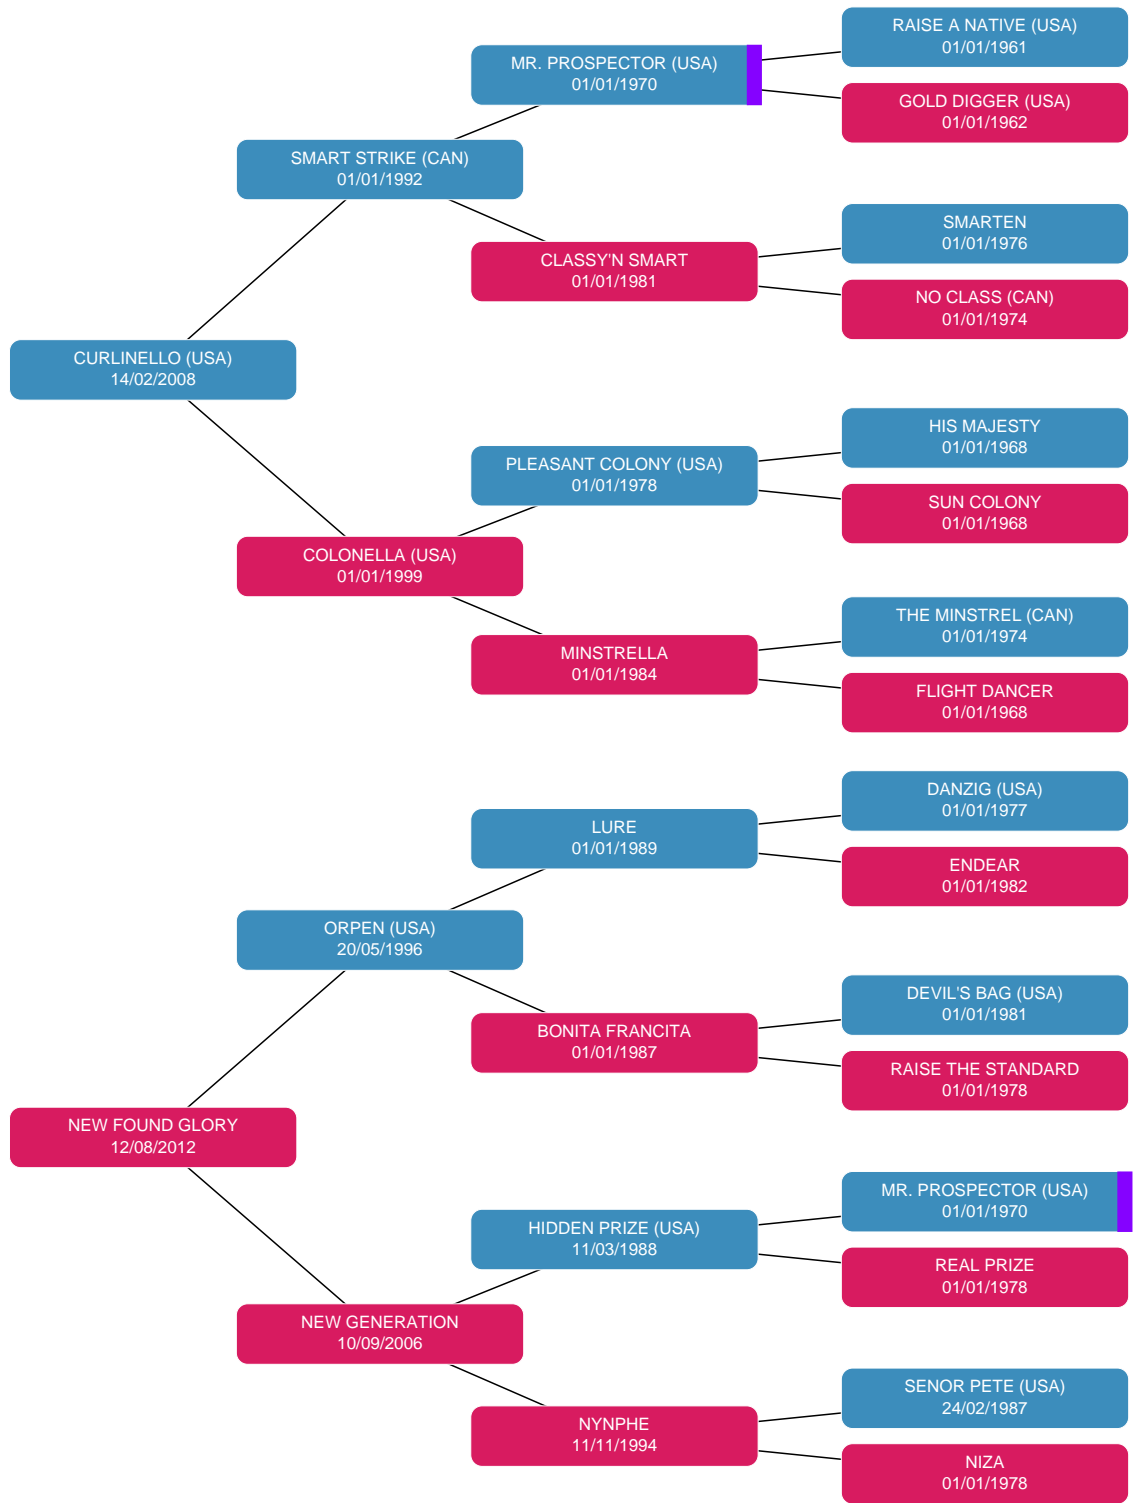 RAISE A NATIVE (USA)
01/01/1961
MR. PROSPECTOR (USA)
01/01/1970
GOLD DIGGER (USA)
01/01/1962
SMART STRIKE (CAN)
01/01/1992
SMARTEN
01/01/1976
CLASSY'N SMART
01/01/1981
NO CLASS (CAN)
01/01/1974
CURLINELLO (USA)
14/02/2008
HIS MAJESTY
01/01/1968
PLEASANT COLONY (USA)
01/01/1978
SUN COLONY
01/01/1968
COLONELLA (USA)
01/01/1999
THE MINSTREL (CAN)
01/01/1974
MINSTRELLA
01/01/1984
FLIGHT DANCER
01/01/1968
DANZIG (USA)
01/01/1977
LURE
01/01/1989
ENDEAR
01/01/1982
ORPEN (USA)
20/05/1996
DEVIL'S BAG (USA)
01/01/1981
BONITA FRANCITA
01/01/1987
RAISE THE STANDARD
01/01/1978
NEW FOUND GLORY
12/08/2012
MR. PROSPECTOR (USA)
01/01/1970
HIDDEN PRIZE (USA)
11/03/1988
REAL PRIZE
01/01/1978
NEW GENERATION
10/09/2006
SENOR PETE (USA)
24/02/1987
NYNPHE
11/11/1994
NIZA
01/01/1978